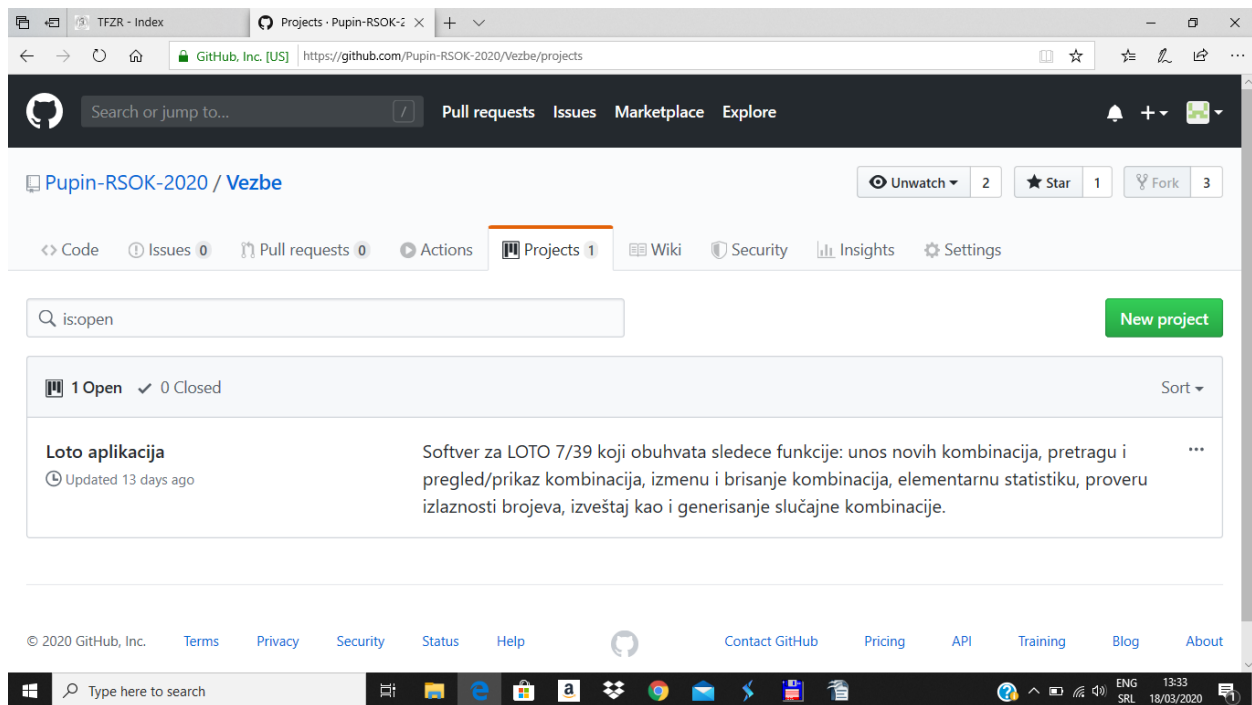 TFZR - Index
Projects · Pupin-RSOK-2
GitHub, Inc. [US] https://github.com/Pupin-RSOK-2020/Vezbe/projects
Search or jump to... / Pull requests Issues Marketplace Explore
Pupin-RSOK-2020 / Vezbe Unwatch 2 Star 1 Fork 3
Code Issues 0 Pull requests 0 Actions Projects 1 Wiki Security Insights Settings
is:open New project
1 Open 0 Closed Sort
Loto aplikacija
Updated 13 days ago
Softver za LOTO 7/39 koji obuhvata sledece funkcije: unos novih kombinacija, pretragu i
pregled/prikaz kombinacija, izmenu i brisanje kombinacija, elementarnu statistiku, proveru
izlaznosti brojeva, izveštaj kao i generisanje slučajne kombinacije.
© 2020 GitHub, Inc. Terms Privacy Security Status Help Contact GitHub Pricing API Training Blog About
Type here to search
ENG 13:33
SRL 18/03/2020